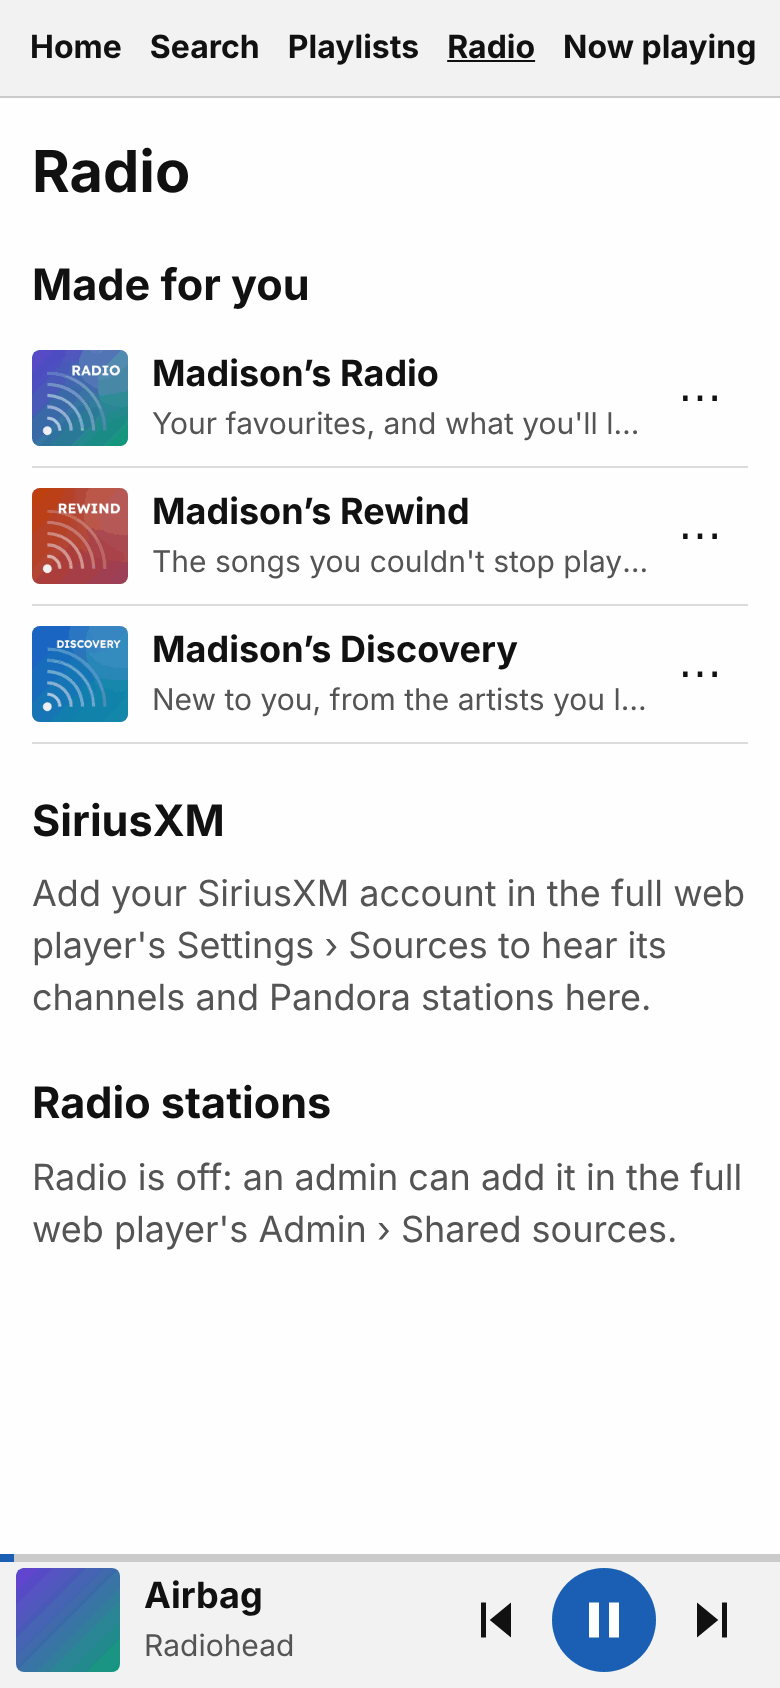 Home Search Playlists Radio Now playing
Radio
Made for you
RADIO
Madison’s Radio
Your favourites, and what you'll l...
...
REWIND
Madison’s Rewind
The songs you couldn't stop play...
...
DISCOVERY
Madison’s Discovery
New to you, from the artists you l...
...
SiriusXM
Add your SiriusXM account in the full web
player's Settings › Sources to hear its
channels and Pandora stations here.
Radio stations
Radio is off: an admin can add it in the full
web player's Admin › Shared sources.
Airbag
Radiohead